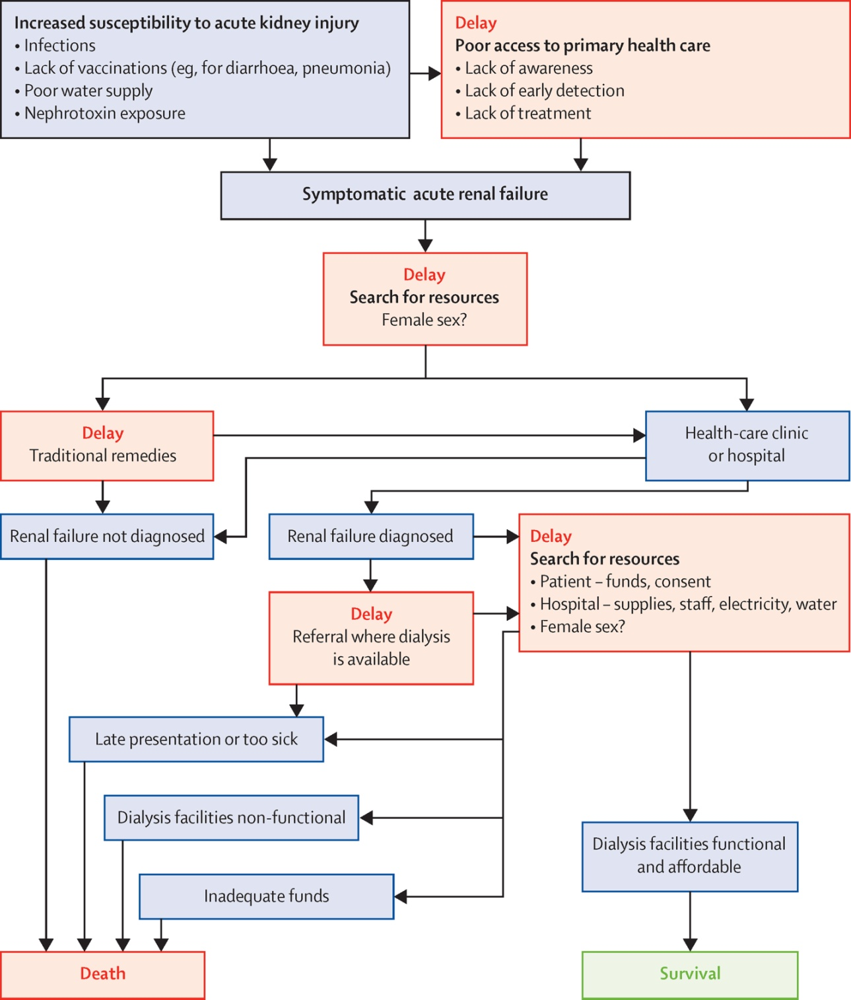 Increased susceptibility to acute kidney injury
• Infections
• Lack of vaccinations (eg, for diarrhoea, pneumonia)
• Poor water supply
• Nephrotoxin exposure
Delay
Poor access to primary health care
• Lack of awareness
• Lack of early detection
• Lack of treatment
Symptomatic acute renal failure
Delay
Search for resources
Female sex?
Delay
Traditional remedies
Health-care clinic
or hospital
Renal failure not diagnosed
Renal failure diagnosed
Delay
Search for resources
• Patient – funds, consent
• Hospital – supplies, staff, electricity, water
• Female sex?
Delay
Referral where dialysis
is available
Late presentation or too sick
Dialysis facilities non-functional
Dialysis facilities functional
and affordable
Inadequate funds
Death
Survival